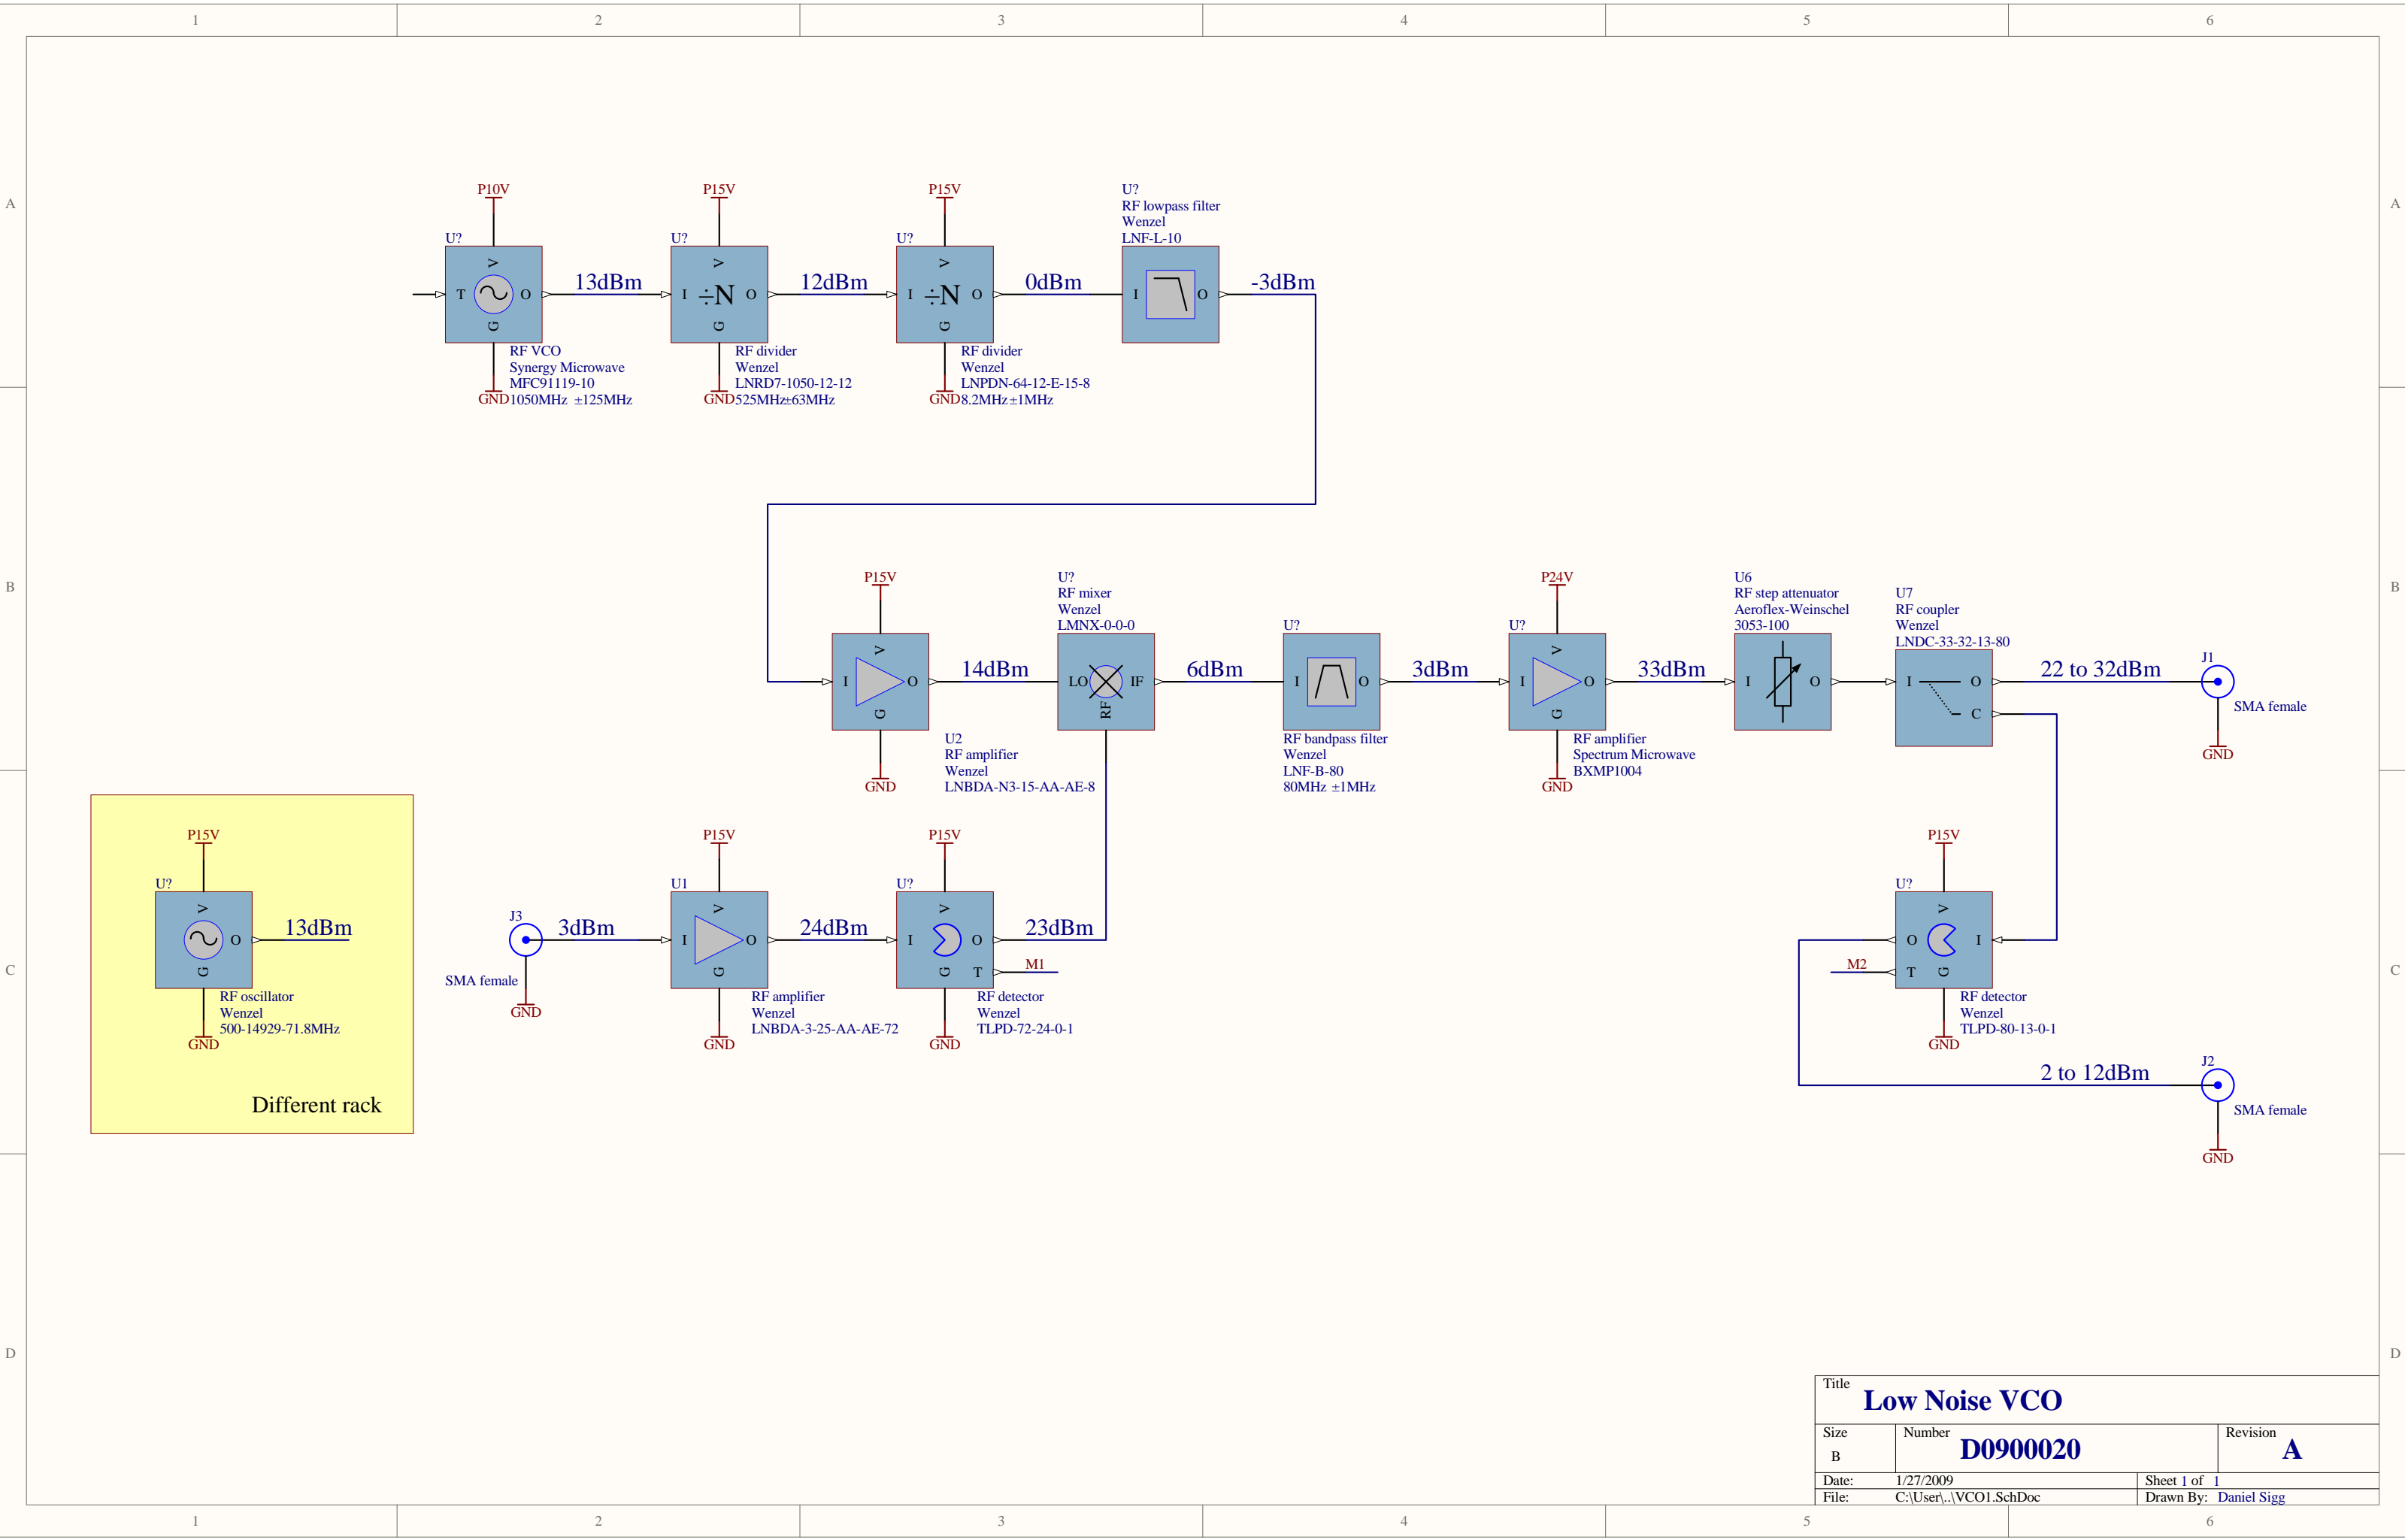 1 2 3 4 5 6
A A
P10V
U?
V
T O
G
RF VCO
Synergy Microwave
MFC91119-10
1050MHz ±125MHz
GND
13dBm
P15V
U?
V
I ÷N O
G
RF divider
Wenzel
LNRD7-1050-12-12
525MHz±63MHz
GND
12dBm
P15V
U?
V
I ÷N O
G
RF divider
Wenzel
LNPDN-64-12-E-15-8
8.2MHz±1MHz
GND
0dBm
U?
RF lowpass filter
Wenzel
LNF-L-10
I O
-3dBm
B B
P15V
V
I O
G
U2
RF amplifier
Wenzel
LNBDA-N3-15-AA-AE-8
GND
14dBm
U?
RF mixer
Wenzel
LMNX-0-0-0
LO IF
RF
6dBm
U?
I O
RF bandpass filter
Wenzel
LNF-B-80
80MHz ±1MHz
3dBm
P24V
U?
V
I O
G
RF amplifier
Spectrum Microwave
BXMP1004
GND
33dBm
U6
RF step attenuator
Aeroflex-Weinschel
3053-100
I O
U7
RF coupler
Wenzel
LNDC-33-32-13-80
I O
C
22 to 32dBm
J1
SMA female
GND
C C
P15V
U?
V
O
G
RF oscillator
Wenzel
500-14929-71.8MHz
GND
13dBm
Different rack
J3
SMA female
GND
3dBm
P15V
U1
V
I O
G
RF amplifier
Wenzel
LNBDA-3-25-AA-AE-72
GND
24dBm
P15V
U?
V
I O
G T
RF detector
Wenzel
TLPD-72-24-0-1
GND
23dBm
M1
P15V
U?
V
O I
T G
RF detector
Wenzel
TLPD-80-13-0-1
GND
M2
2 to 12dBm
J2
SMA female
GND
D D
Title
Low Noise VCO
Size
B
Number
D0900020
Revision
A
Date: 1/27/2009
Sheet 1 of 1
File: C:\User\..\VCO1.SchDoc
Drawn By: Daniel Sigg
1 2 3 4 5 6